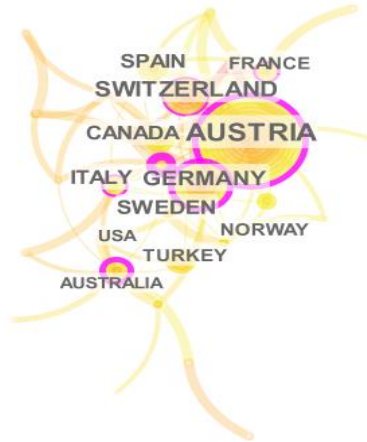 SPAIN FRANCE
SWITZERLAND
CANADA AUSTRIA
ITALY GERMANY
SWEDEN
USA NORWAY
TURKEY
AUSTRALIA